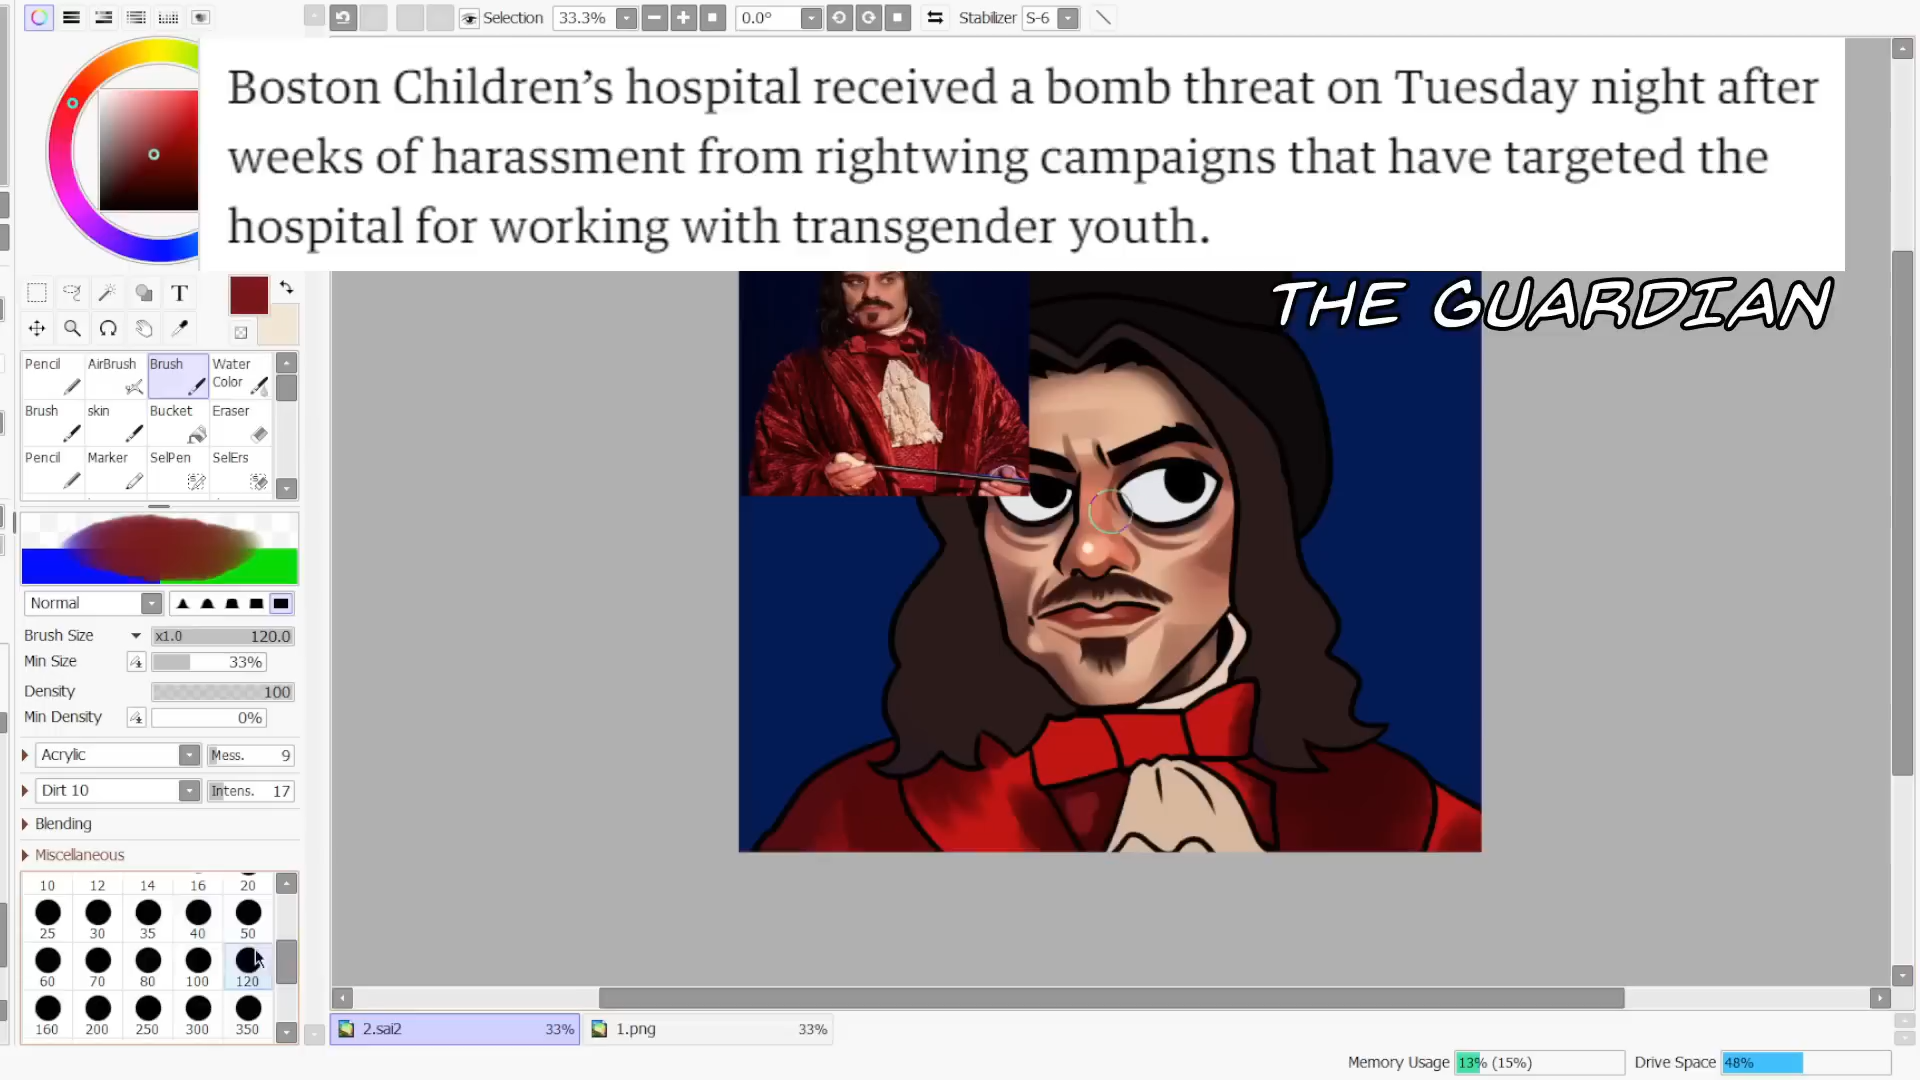 Selection 33.3% 0.0° Stabilizer S-6
Boston Children’s hospital received a bomb threat on Tuesday night after
weeks of harassment from rightwing campaigns that have targeted the
hospital for working with transgender youth.
THE GUARDIAN
T
Pencil AirBrush Brush Water Color
Brush skin Bucket Eraser
Pencil Marker SelPen SelErs
Normal
Brush Size x1.0 120.0
Min Size 33%
Density 100
Min Density 0%
Acrylic Mess. 9
Dirt 10 Intens. 17
Blending
Miscellaneous
10 12 14 16 20
25 30 35 40 50
60 70 80 100 120
160 200 250 300 350
2.sai2 33% 1.png 33%
Memory Usage 13% (15%) Drive Space 48%